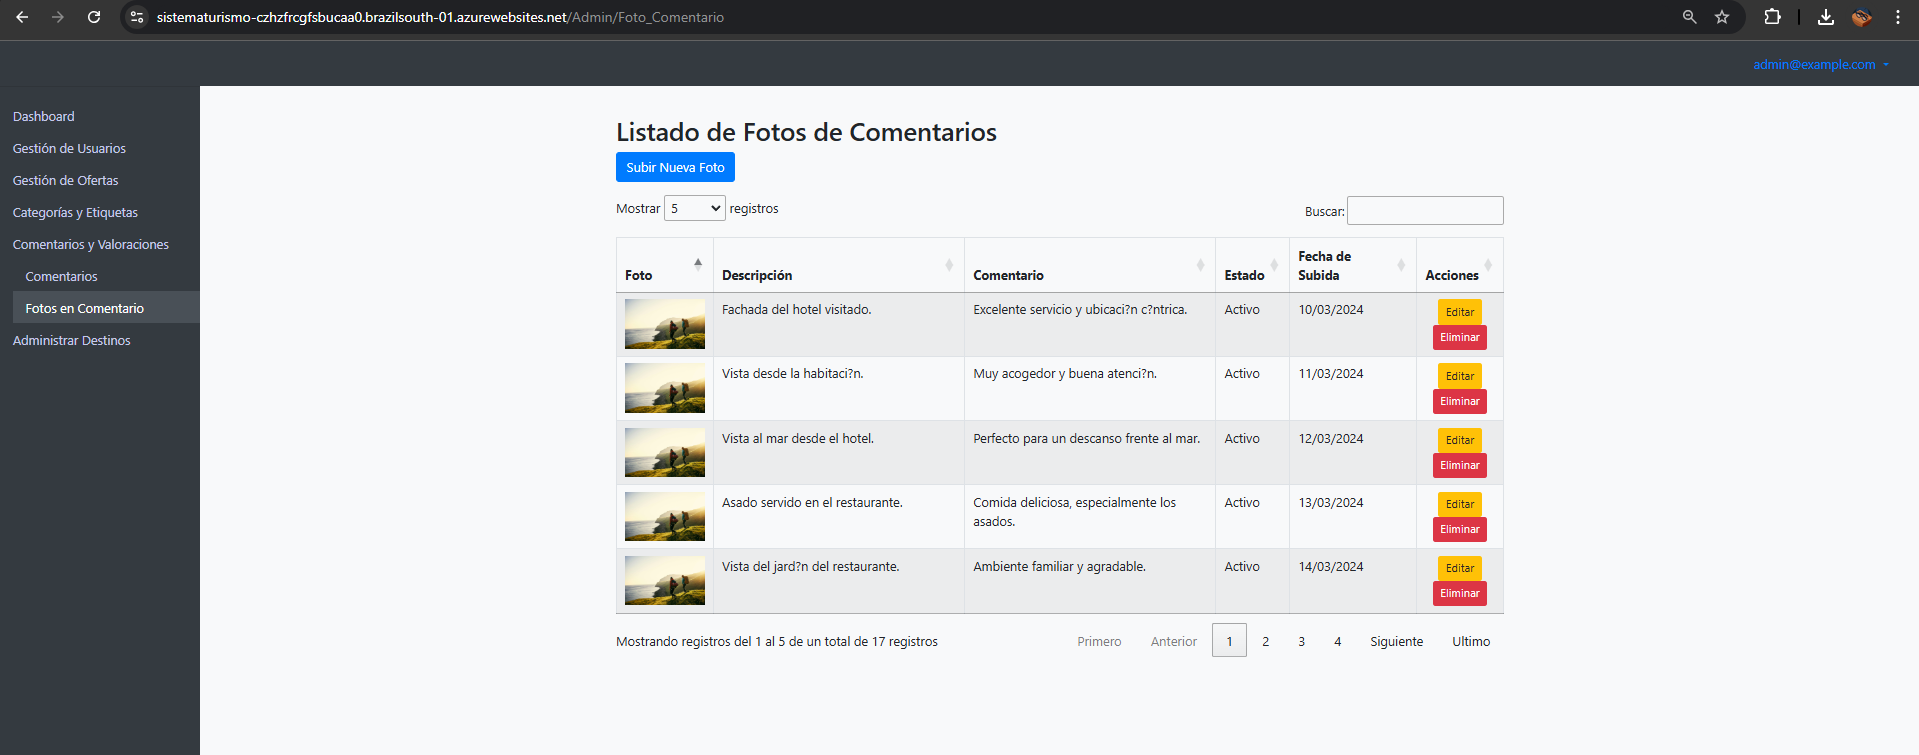 sistematurismo-czhzfrcgfsbucaa0.brazilsouth-01.azurewebsites.net/Admin/Foto_Comentario
admin@example.com
Dashboard
Gestión de Usuarios
Gestión de Ofertas
Categorías y Etiquetas
Comentarios y Valoraciones
Comentarios
Fotos en Comentario
Administrar Destinos
Listado de Fotos de Comentarios
Subir Nueva Foto
Mostrar 5 registros
Buscar:
Foto Descripción Comentario Estado Fecha de Subida Acciones
Fachada del hotel visitado. Excelente servicio y ubicaci?n c?ntrica. Activo 10/03/2024 Editar
Eliminar
Vista desde la habitaci?n. Muy acogedor y buena atenci?n. Activo 11/03/2024 Editar
Eliminar
Vista al mar desde el hotel. Perfecto para un descanso frente al mar. Activo 12/03/2024 Editar
Eliminar
Asado servido en el restaurante. Comida deliciosa, especialmente los asados. Activo 13/03/2024 Editar
Eliminar
Vista del jard?n del restaurante. Ambiente familiar y agradable. Activo 14/03/2024 Editar
Eliminar
Mostrando registros del 1 al 5 de un total de 17 registros
Primero Anterior 1 2 3 4 Siguiente Ultimo